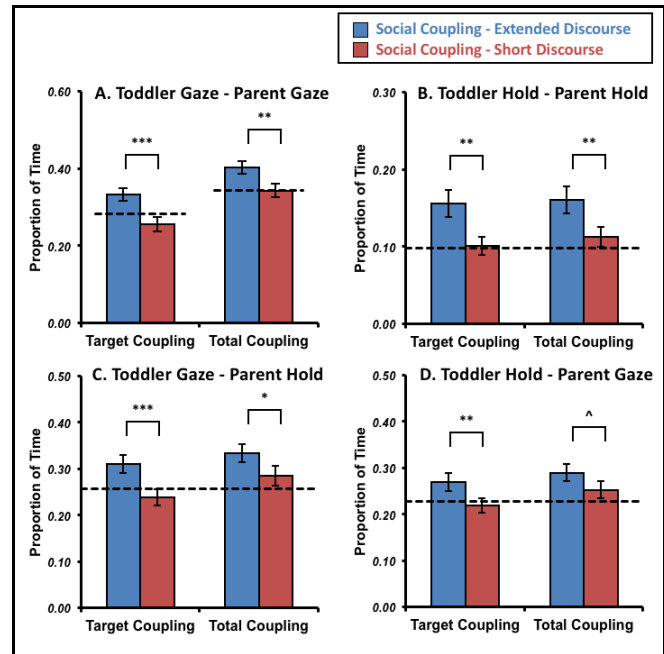 Social Coupling - Extended Discourse
Social Coupling - Short Discourse
A. Toddler Gaze - Parent Gaze
Proportion of Time
0.60
0.40
0.20
0.00
***
**
Target Coupling
Total Coupling
B. Toddler Hold - Parent Hold
Proportion of Time
0.30
0.20
0.10
0.00
**
**
Target Coupling
Total Coupling
C. Toddler Gaze - Parent Hold
Proportion of Time
0.50
0.40
0.30
0.20
0.10
0.00
***
*
Target Coupling
Total Coupling
D. Toddler Hold - Parent Gaze
Proportion of Time
0.50
0.40
0.30
0.20
0.10
0.00
**
^
Target Coupling
Total Coupling